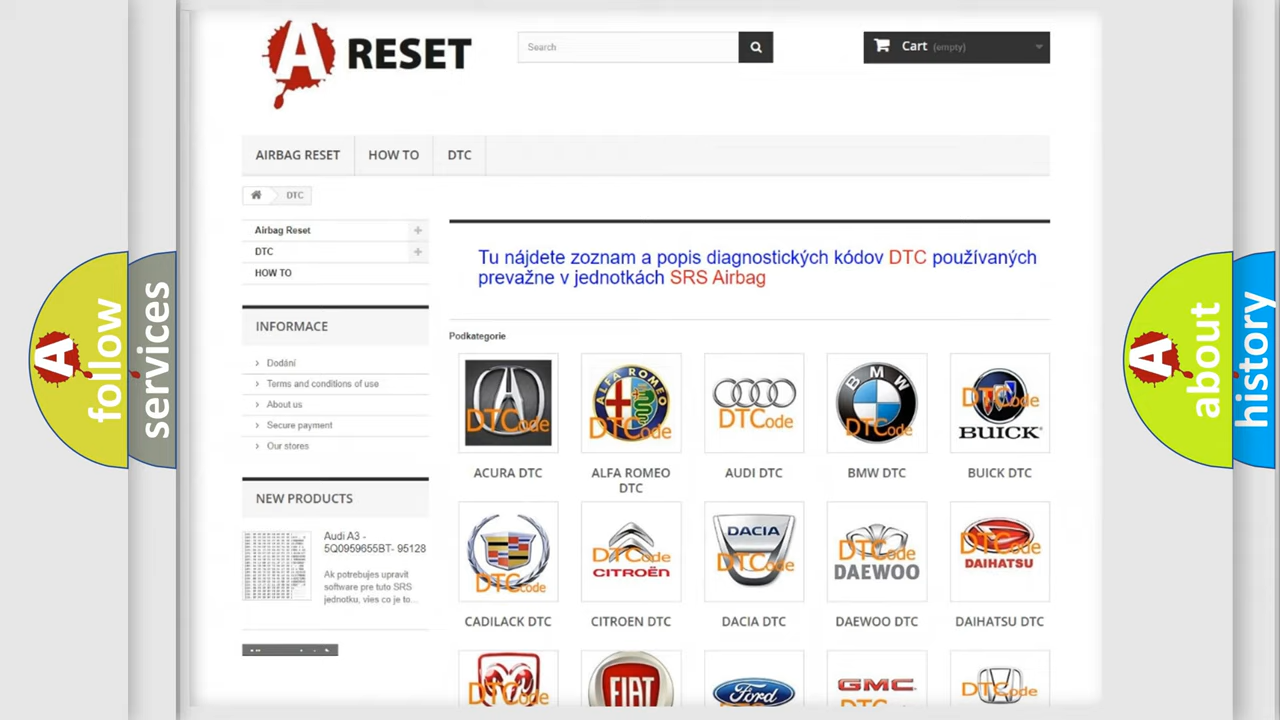 A RESET
Search
Cart (empty)
AIRBAG RESET
HOW TO
DTC
DTC
Airbag Reset
DTC
HOW TO
Tu nájdete zoznam a popis diagnostických kódov DTC používaných
prevažne v jednotkách SRS Airbag
INFORMACE
Dodání
Terms and conditions of use
About us
Secure payment
Our stores
Podkategorie
DTCode
ALFA ROMEO
DTCode
DTCode
BMW
DTCode
DTCode
BUICK
ACURA DTC
ALFA ROMEO
DTC
AUDI DTC
BMW DTC
BUICK DTC
NEW PRODUCTS
Audi A3 -
5Q0959655BT- 95128
Ak potrebujes upravit
software pre tuto SRS
jednotku, vies co je to...
DTCode
DTCode
CITROËN
DACIA
DTCode
DTCode
DAEWOO
DTCode
DAIHATSU
CADILACK DTC
CITROEN DTC
DACIA DTC
DAEWOO DTC
DAIHATSU DTC
DTCode
FIAT
Ford
GMC
DTCode
A follow
services
A about
history